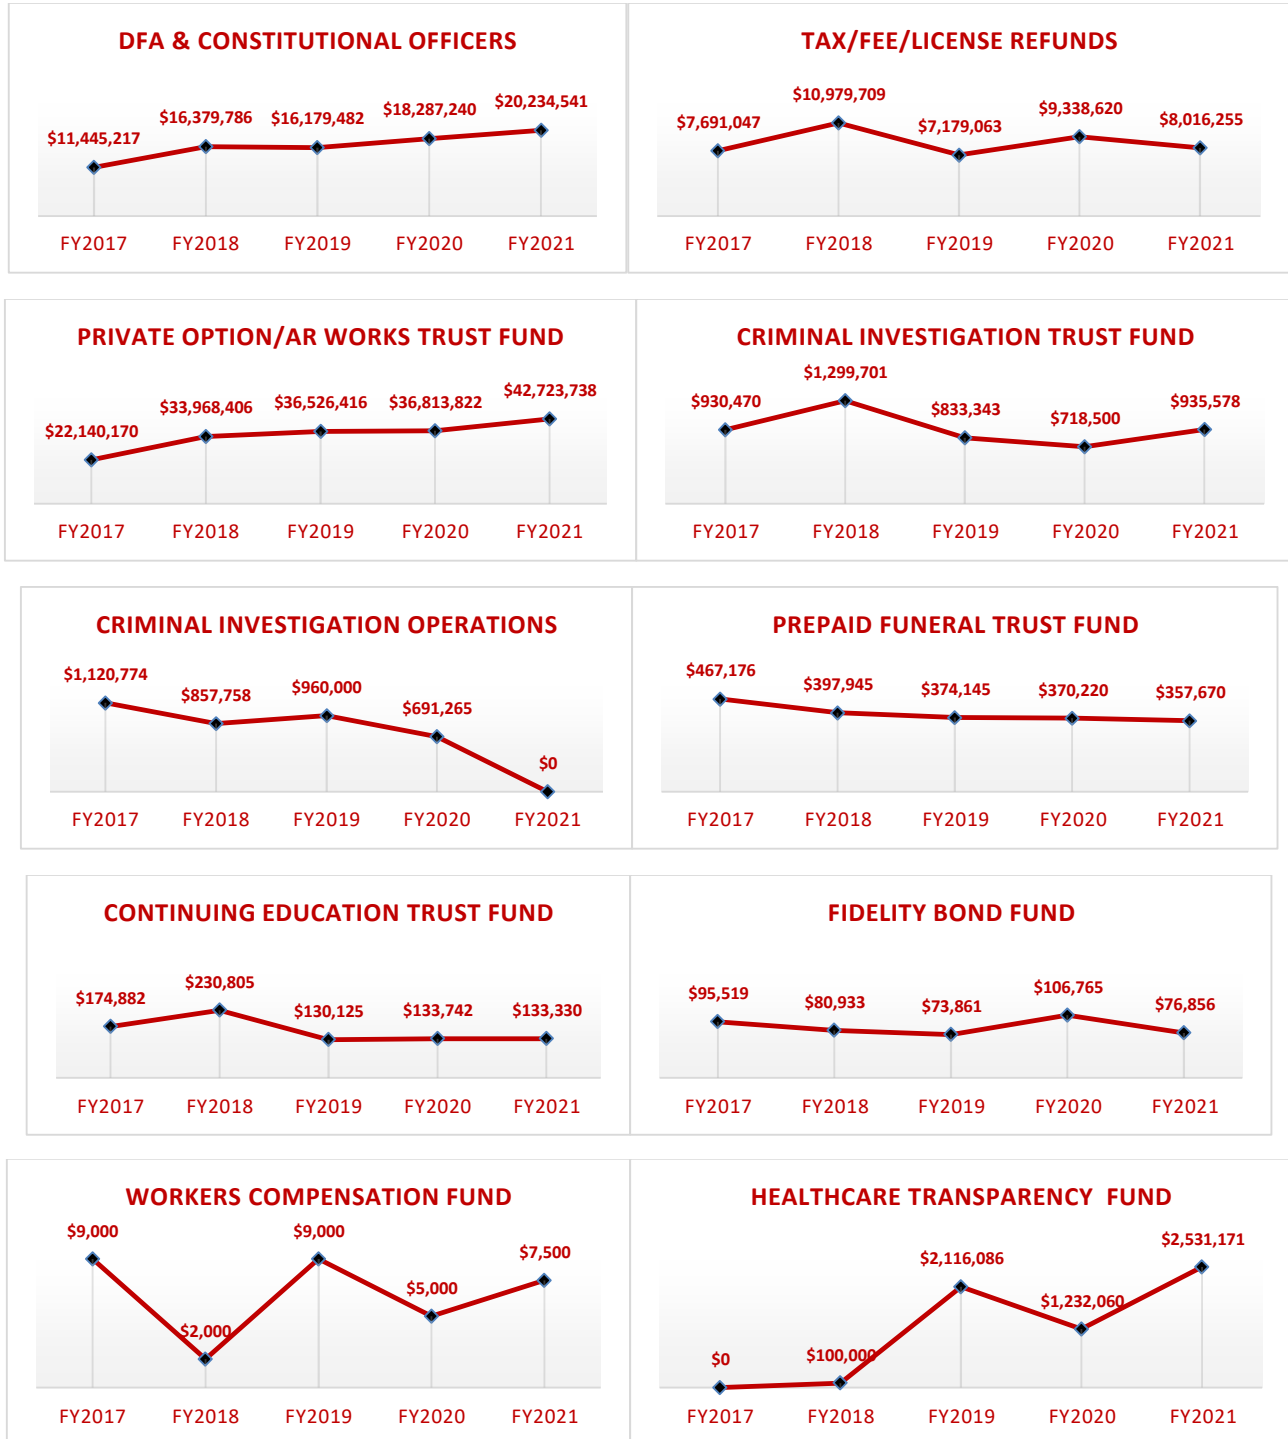 DFA & CONSTITUTIONAL OFFICERS
$11,445,217
$16,379,786
$16,179,482
$18,287,240
$20,234,541
FY2017 FY2018 FY2019 FY2020 FY2021
TAX/FEE/LICENSE REFUNDS
$7,691,047
$10,979,709
$7,179,063
$9,338,620
$8,016,255
FY2017 FY2018 FY2019 FY2020 FY2021
PRIVATE OPTION/AR WORKS TRUST FUND
$22,140,170
$33,968,406
$36,526,416
$36,813,822
$42,723,738
FY2017 FY2018 FY2019 FY2020 FY2021
CRIMINAL INVESTIGATION TRUST FUND
$930,470
$1,299,701
$833,343
$718,500
$935,578
FY2017 FY2018 FY2019 FY2020 FY2021
CRIMINAL INVESTIGATION OPERATIONS
$1,120,774
$857,758
$960,000
$691,265
$0
FY2017 FY2018 FY2019 FY2020 FY2021
PREPAID FUNERAL TRUST FUND
$467,176
$397,945
$374,145
$370,220
$357,670
FY2017 FY2018 FY2019 FY2020 FY2021
CONTINUING EDUCATION TRUST FUND
$174,882
$230,805
$130,125
$133,742
$133,330
FY2017 FY2018 FY2019 FY2020 FY2021
FIDELITY BOND FUND
$95,519
$80,933
$73,861
$106,765
$76,856
FY2017 FY2018 FY2019 FY2020 FY2021
WORKERS COMPENSATION FUND
$9,000
$2,000
$9,000
$5,000
$7,500
FY2017 FY2018 FY2019 FY2020 FY2021
HEALTHCARE TRANSPARENCY FUND
$0
$100,000
$2,116,086
$1,232,060
$2,531,171
FY2017 FY2018 FY2019 FY2020 FY2021